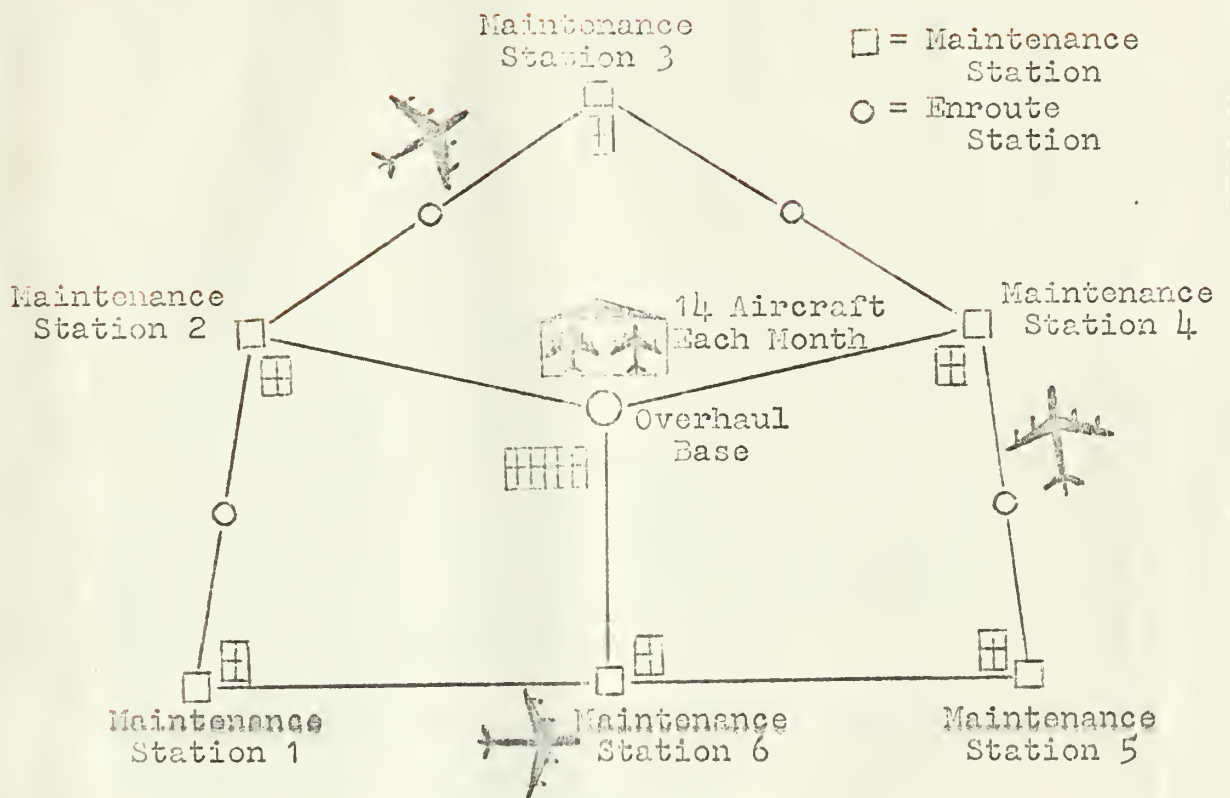 Maintenance
Station 3
□ = Maintenance
Station
○ = Enroute
Station
Maintenance
Station 2
14 Aircraft
Each Month
Maintenance
Station 4
Overhaul
Base
Maintenance
Station 1
Maintenance
Station 6
Maintenance
Station 5